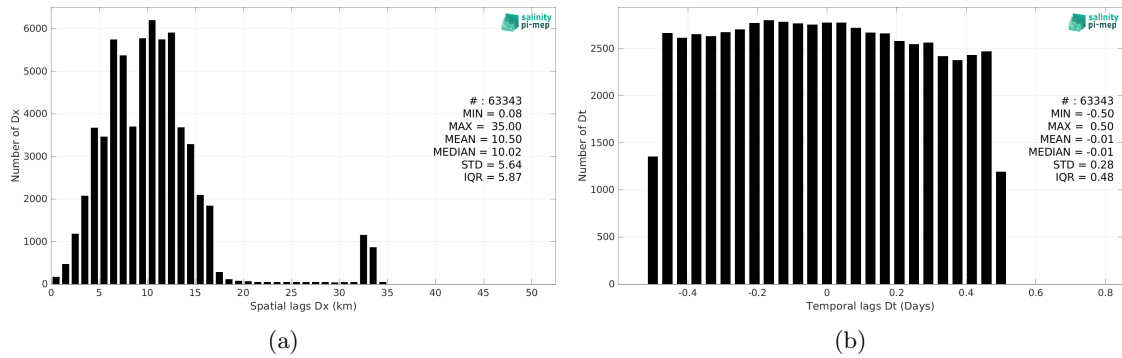 salinity
pi-mep
6000
5000
4000
3000
2000
1000
0
Number of Dx
# : 63343
MIN = 0.08
MAX = 35.00
MEAN = 10.50
MEDIAN = 10.02
STD = 5.64
IQR = 5.87
0 5 10 15 20 25 30 35 40 45 50
Spatial lags Dx (km)
(a)
salinity
pi-mep
2500
2000
1500
1000
500
0
Number of Dt
# : 63343
MIN = -0.50
MAX = 0.50
MEAN = -0.01
MEDIAN = -0.01
STD = 0.28
IQR = 0.48
-0.4 -0.2 0 0.2 0.4 0.6 0.8
Temporal lags Dt (Days)
(b)